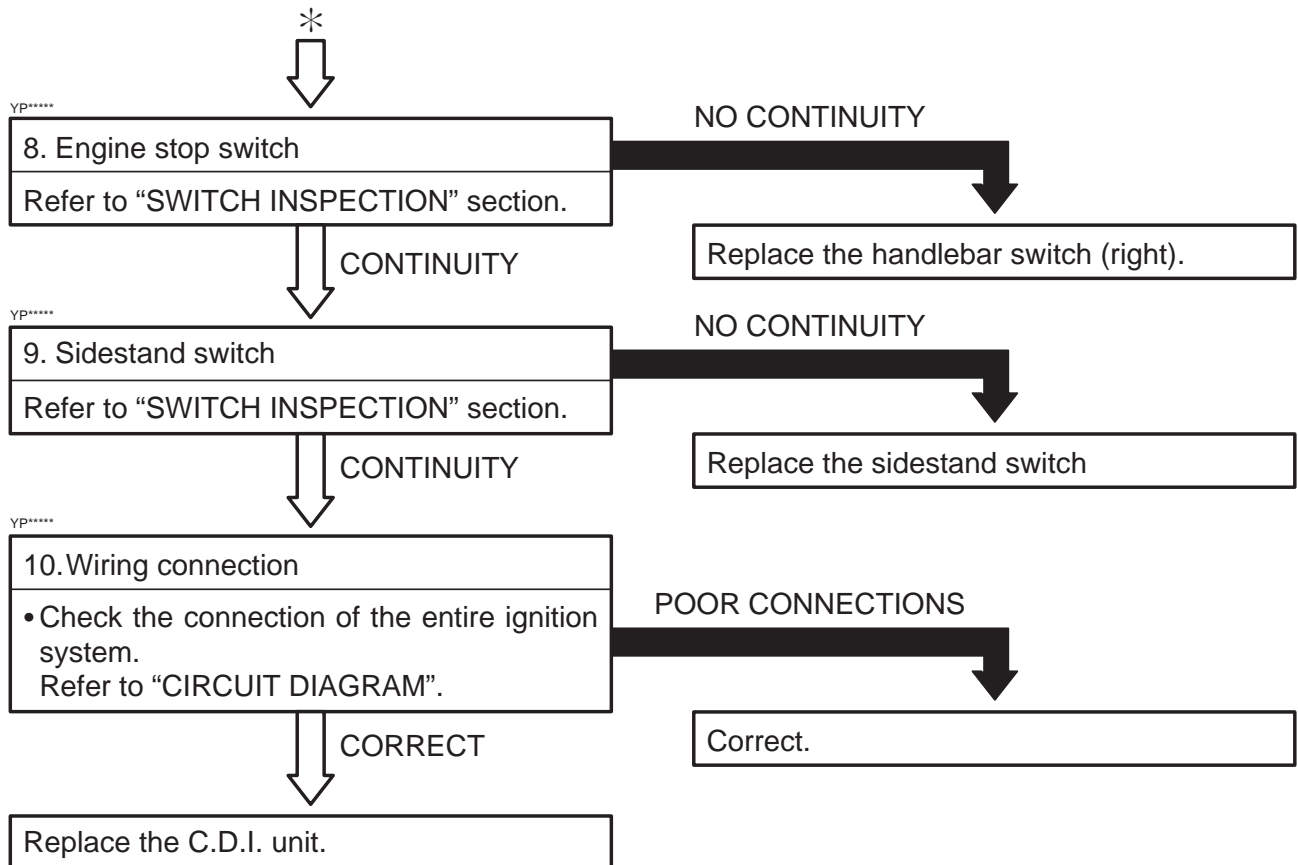 *
YP*****
8. Engine stop switch
NO CONTINUITY
Refer to “SWITCH INSPECTION” section.
Replace the handlebar switch (right).
CONTINUITY
YP*****
9. Sidestand switch
NO CONTINUITY
Refer to “SWITCH INSPECTION” section.
Replace the sidestand switch
CONTINUITY
YP*****
10.Wiring connection
• Check the connection of the entire ignition
system.
Refer to “CIRCUIT DIAGRAM”.
POOR CONNECTIONS
Correct.
CORRECT
Replace the C.D.I. unit.